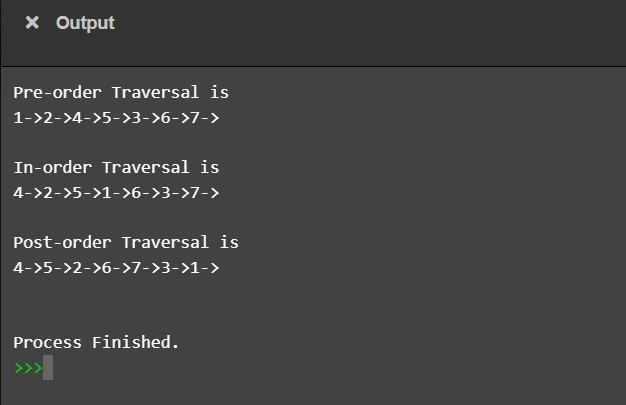 × Output
Pre-order Traversal is
1->2->4->5->3->6->7->
In-order Traversal is
4->2->5->1->6->3->7->
Post-order Traversal is
4->5->2->6->7->3->1->
Process Finished.
>>>